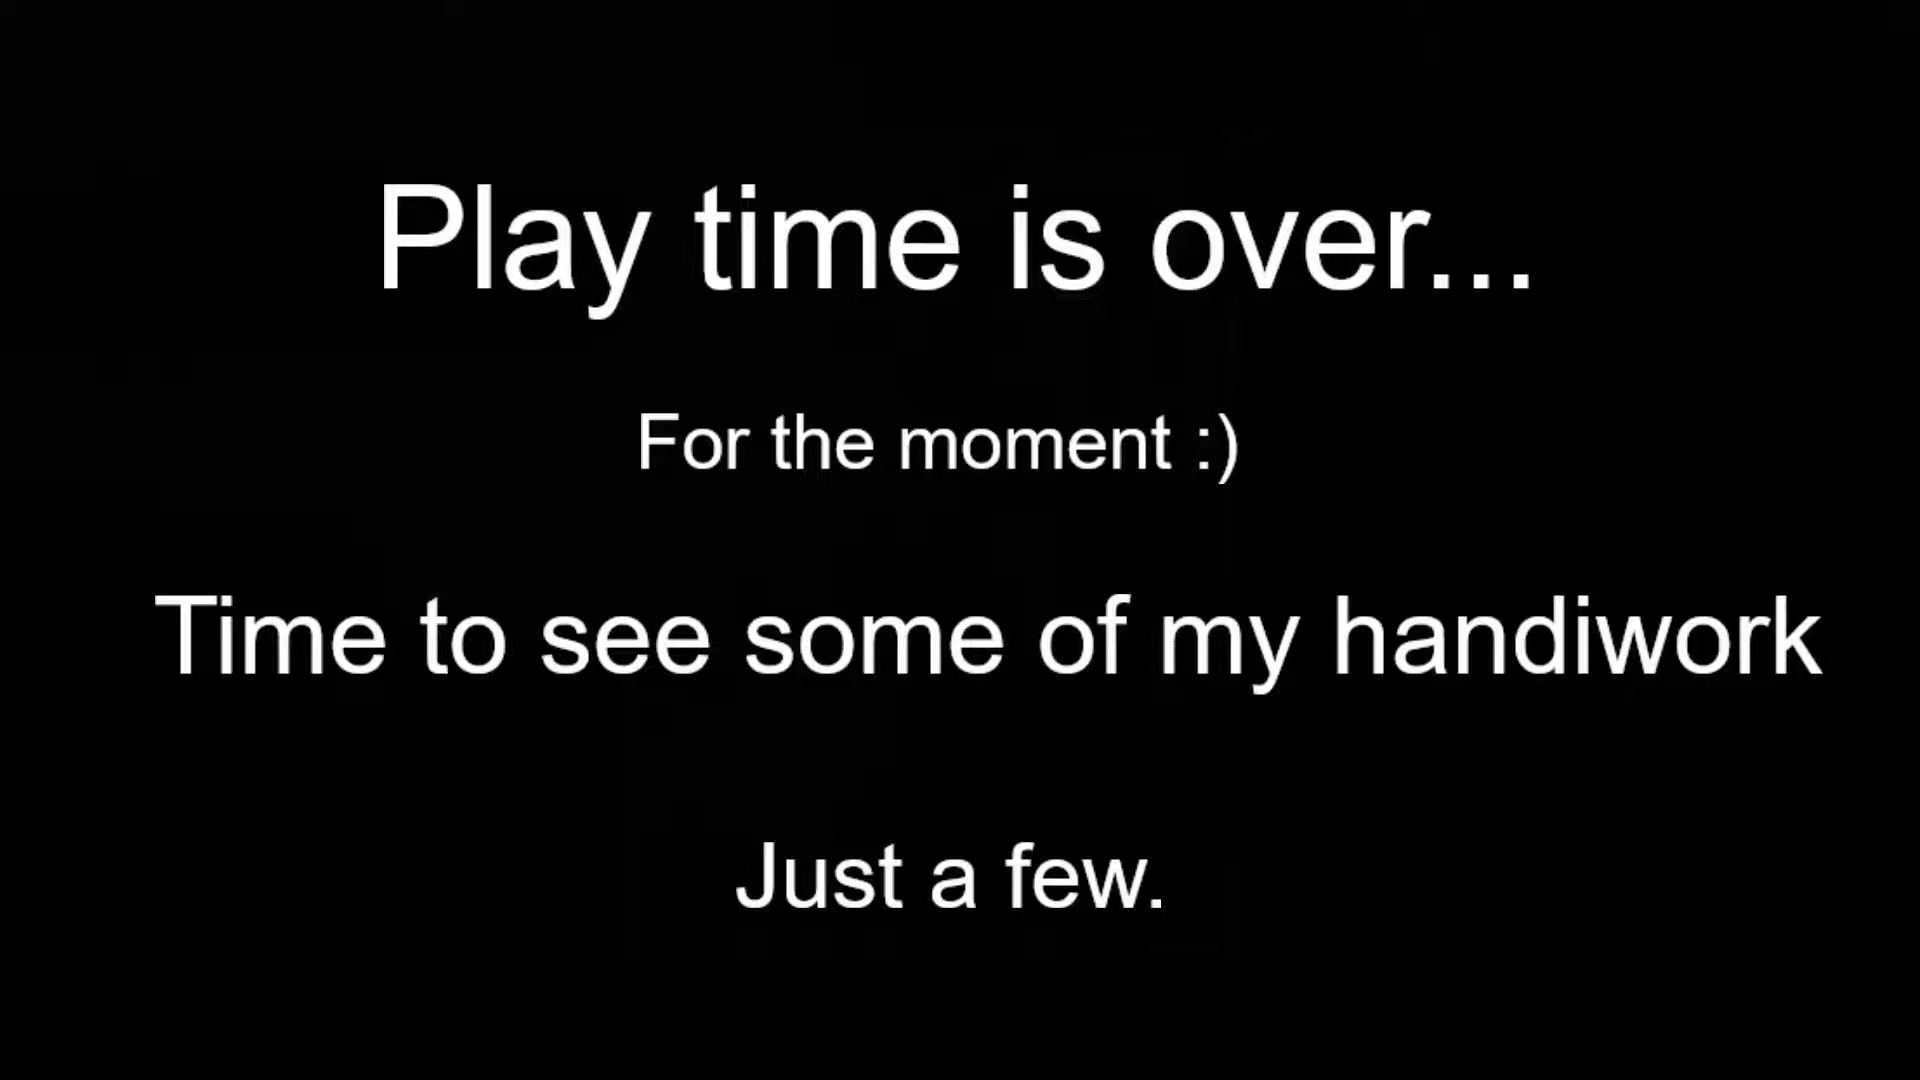 Play time is over...
For the moment :)
Time to see some of my handiwork
Just a few.